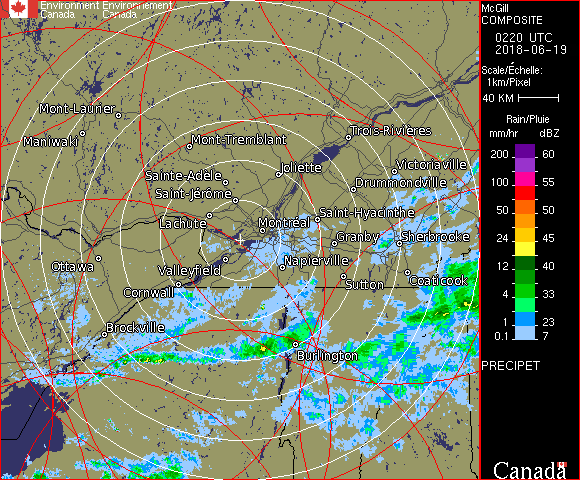 Environment Environnement
Canada Canada
McGill
COMPOSITE
0220 UTC
2018-06-19
Scale/Échelle:
1km/Pixel
40 KM
Rain/Pluie
mm/hr dBZ
200 60
150 57
100 55
50 50
24 45
12 40
4 33
1 23
0.1 7
PRECIPET
Canada
Mont-Laurier
Maniwaki
Mont-Tremblant
Trois-Rivières
Sainte-Adèle
Joliette
Victoriaville
Saint-Jérôme
Drummondville
Lachute
Montréal
Saint-Hyacinthe
Granby
Sherbrooke
Ottawa
Valleyfield
Napierville
Cornwall
Sutton
Coaticook
Brockville
Burlington